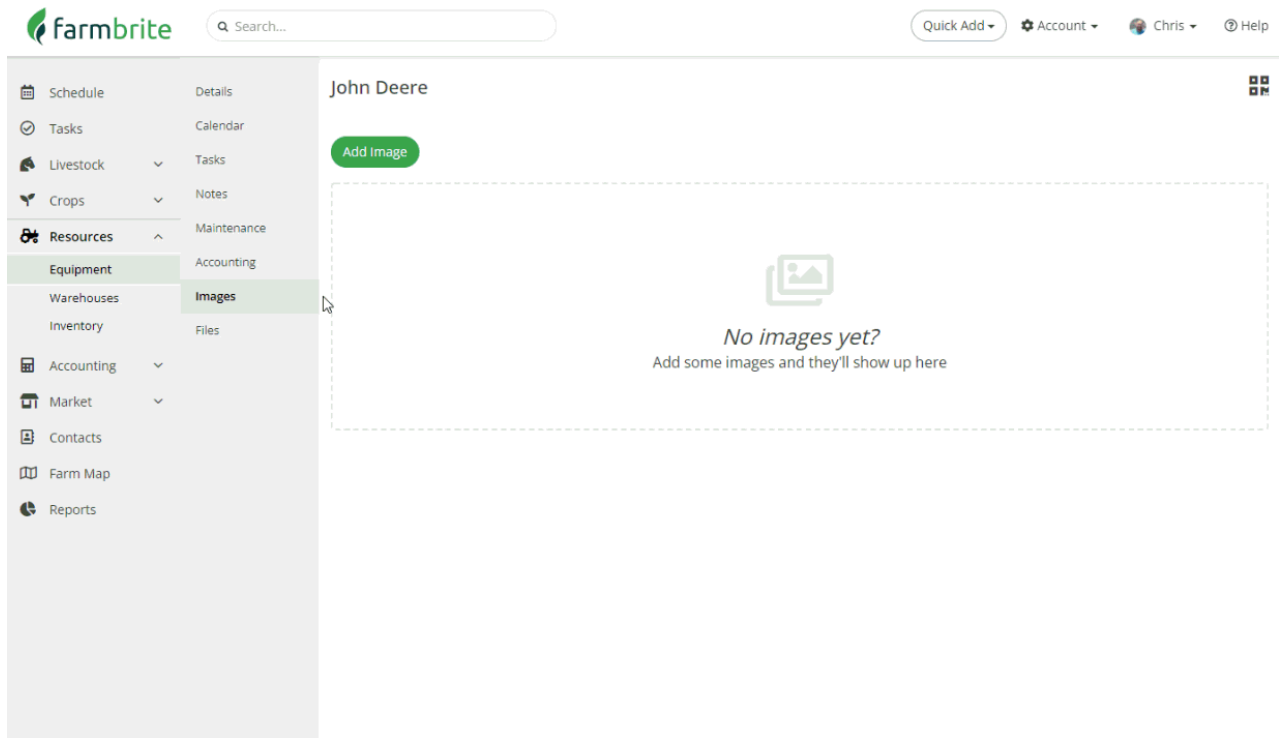 farmbrite
Search...
Quick Add
Account
Chris
Help
Schedule
Tasks
Livestock
Crops
Resources
Equipment
Warehouses
Inventory
Accounting
Market
Contacts
Farm Map
Reports
Details
Calendar
Tasks
Notes
Maintenance
Accounting
Images
Files
John Deere
Add Image
No images yet?
Add some images and they'll show up here